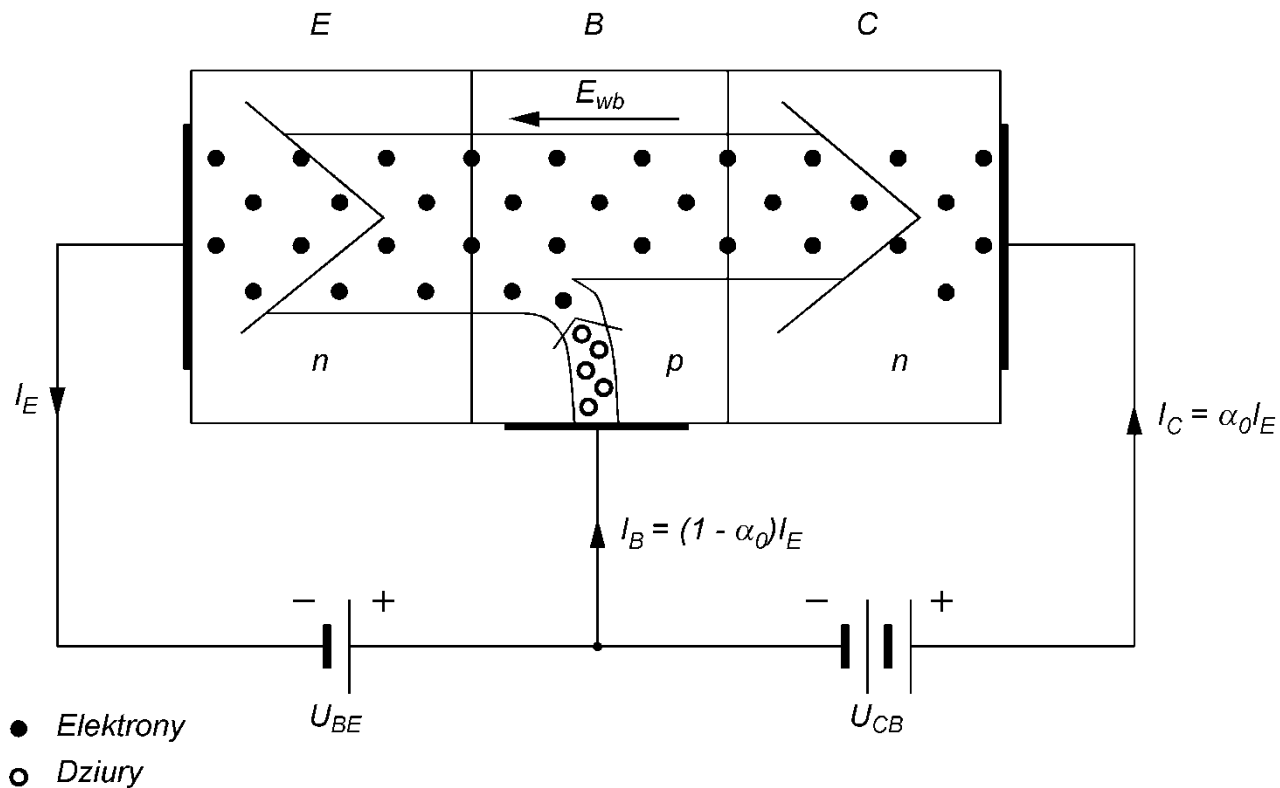 E B C
E_wb
n p n
I_E
I_C = α_0I_E
I_B = (1 - α_0)I_E
− + − +
U_BE U_CB
Elektrony
Dziury